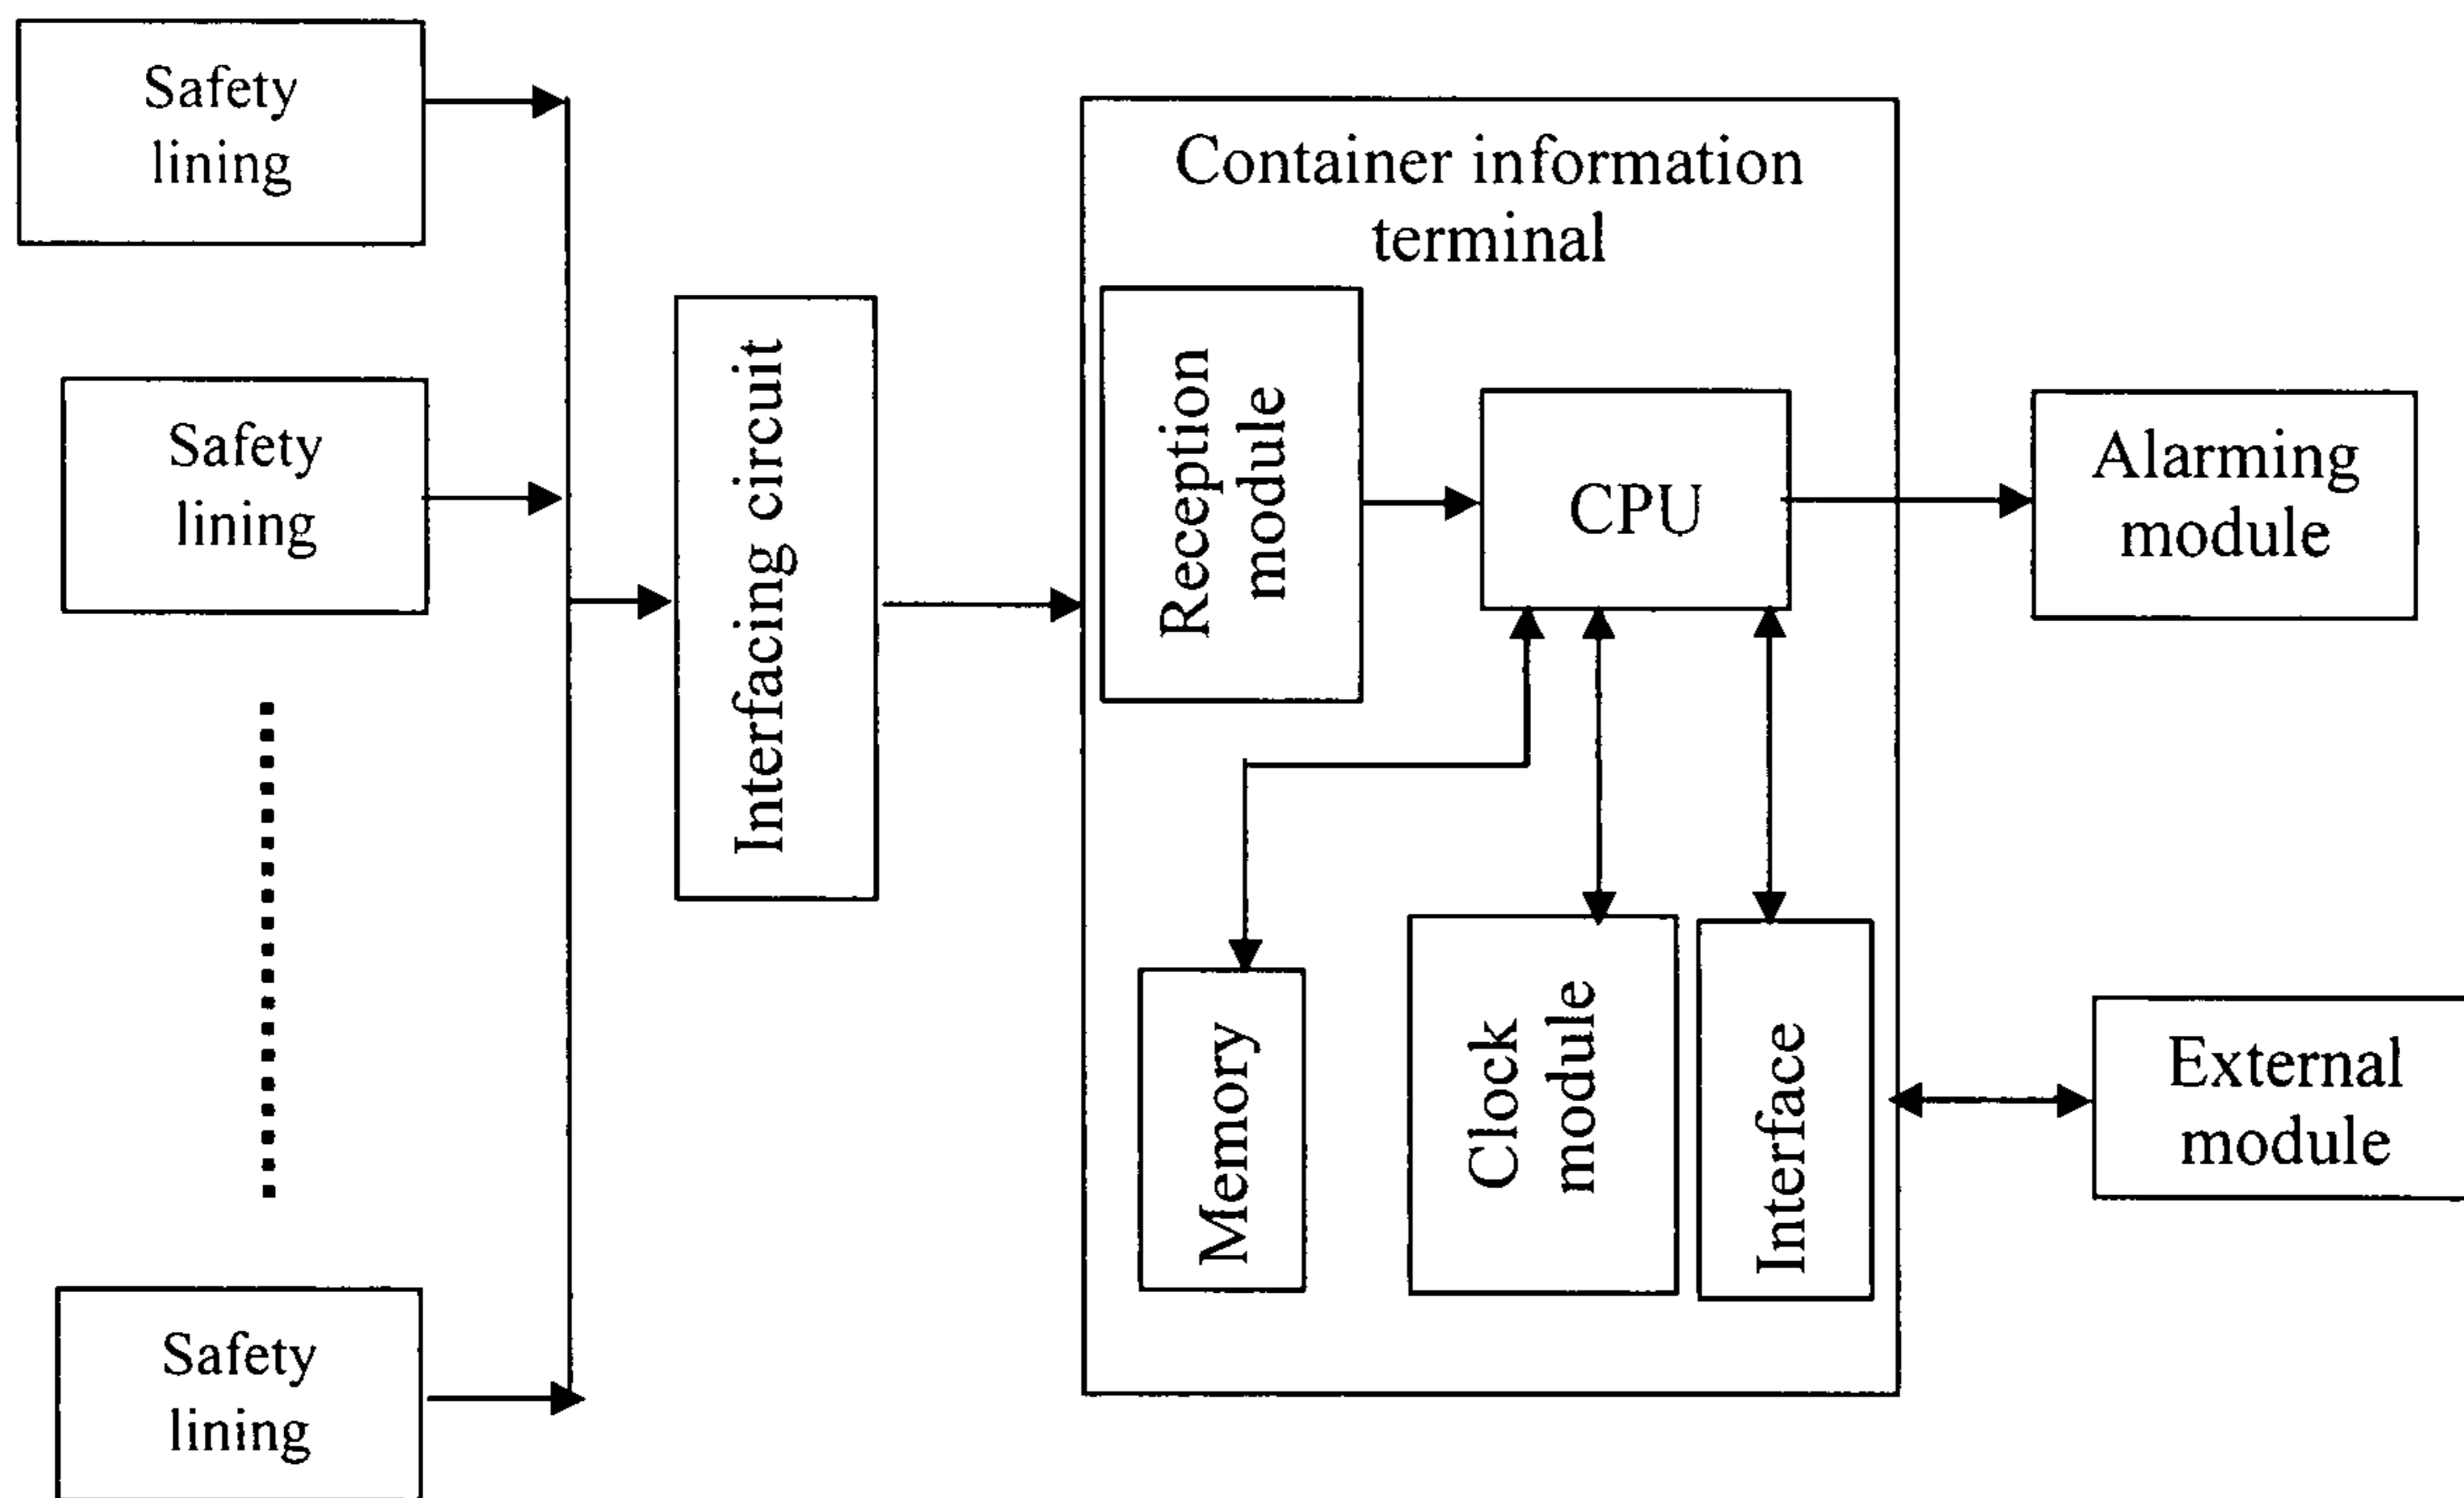 Safety
lining
Safety
lining
Safety
lining
Interfacing circuit
Container information
terminal
Reception
module
CPU
Memory
Clock
module
Interface
Alarming
module
External
module